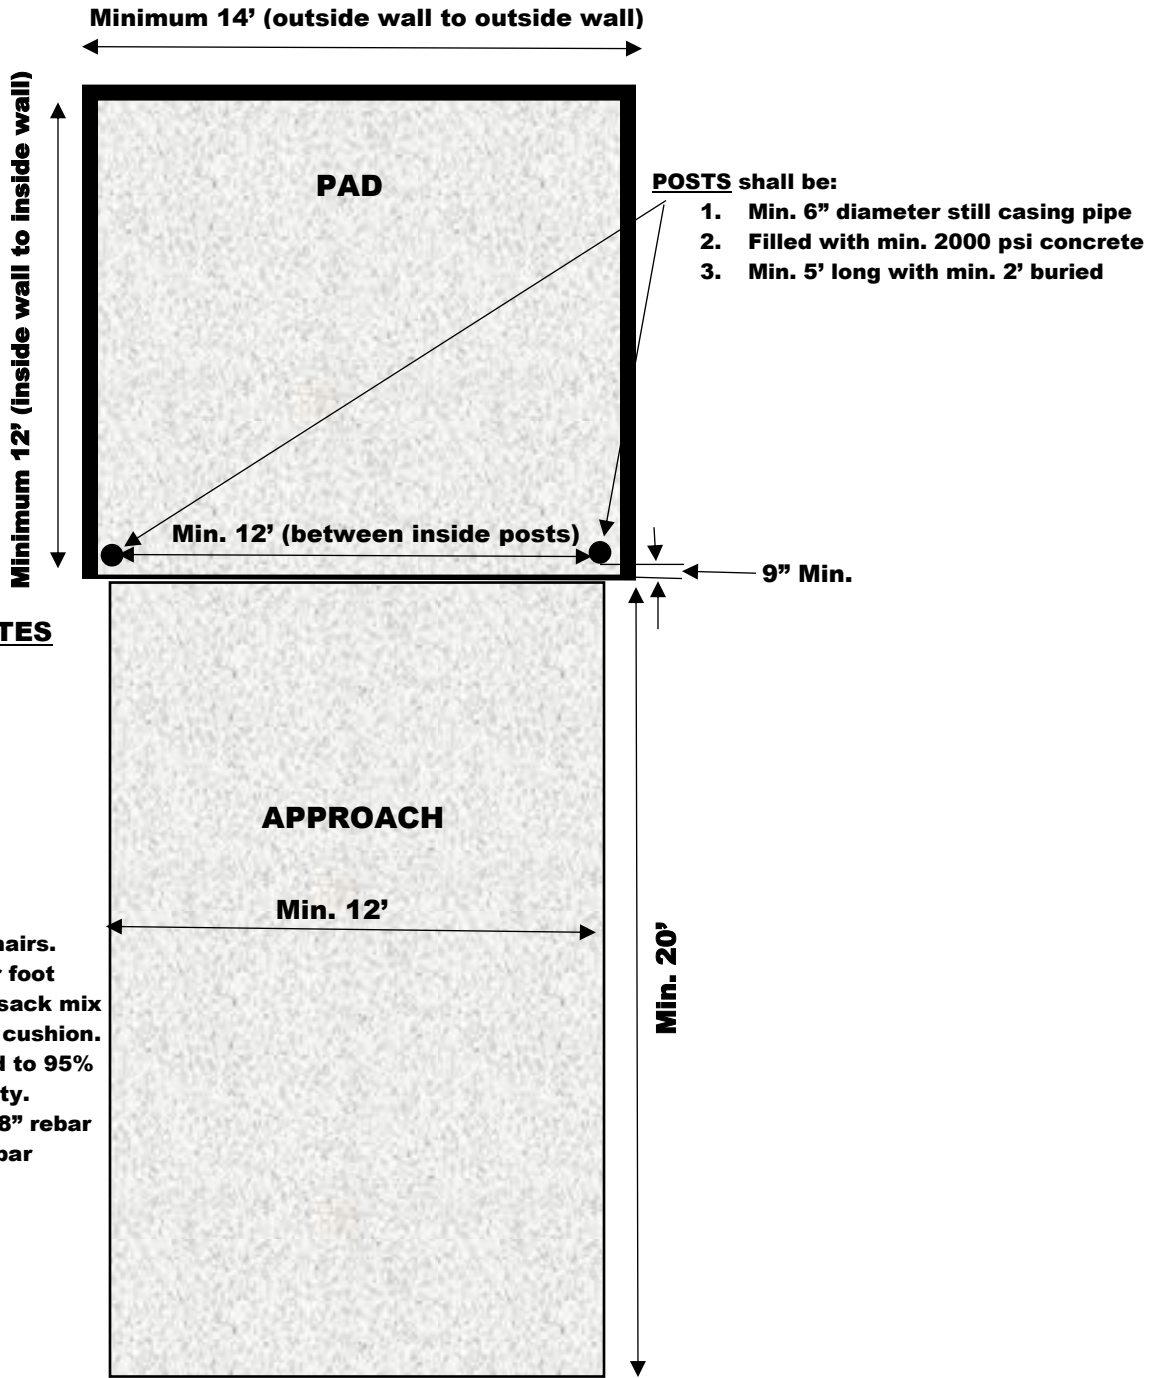 Minimum 14’ (outside wall to outside wall)
Minimum 12’ (inside wall to inside wall)
PAD
POSTS shall be:
1. Min. 6” diameter still casing pipe
2. Filled with min. 2000 psi concrete
3. Min. 5’ long with min. 2’ buried
Min. 12’ (between inside posts)
9” Min.
TES
APPROACH
Min. 12’
Min. 20’
hairs.
r foot
sack mix
cushion.
d to 95%
ty.
8” rebar
bar